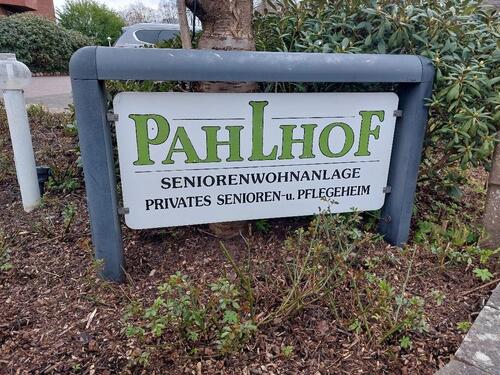 PAHLHOF
SENIORENWOHNANLAGE
PRIVATES SENIOREN-u. PFLEGEHEIM